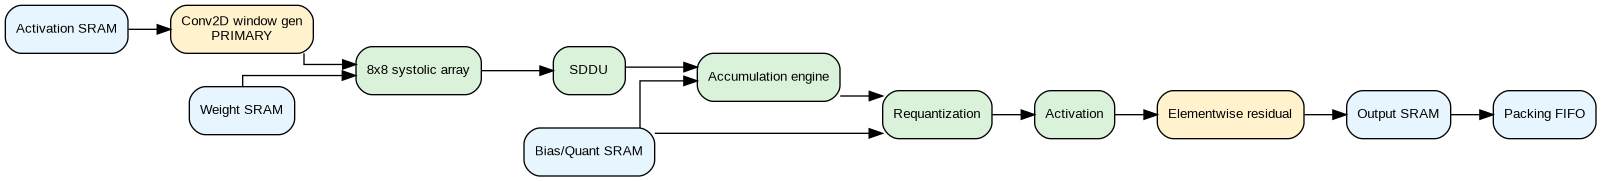 Activation SRAM
Conv2D window gen
PRIMARY
Weight SRAM
8x8 systolic array
SDDU
Bias/Quant SRAM
Accumulation engine
Requantization
Activation
Elementwise residual
Output SRAM
Packing FIFO